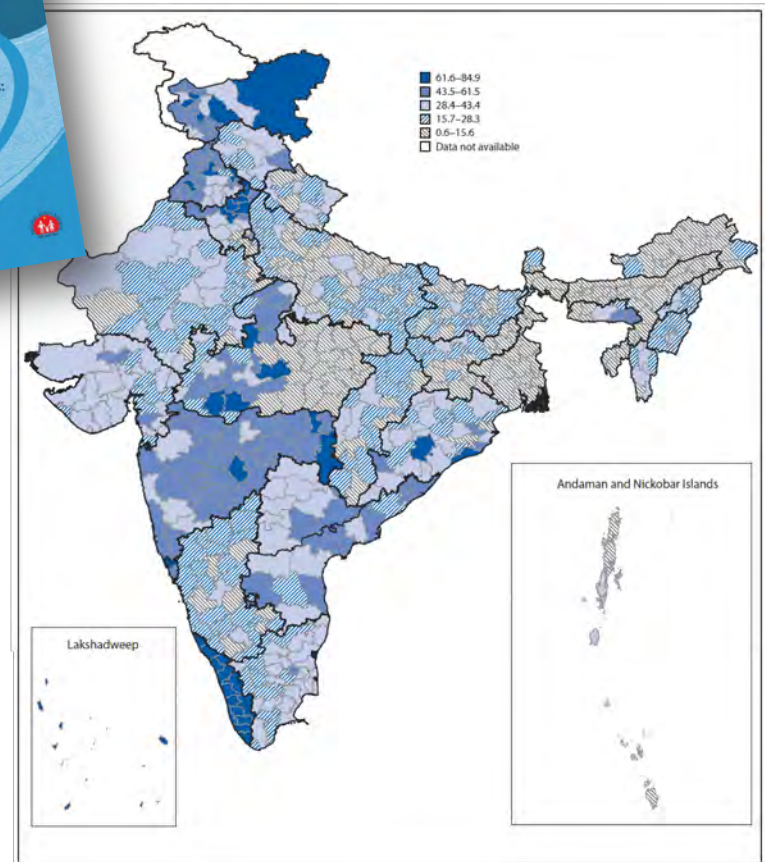 61.6–84.9
43.5–61.5
28.4–43.4
15.7–28.3
0.6–15.6
Data not available
Andaman and Nickobar Islands
Lakshadweep